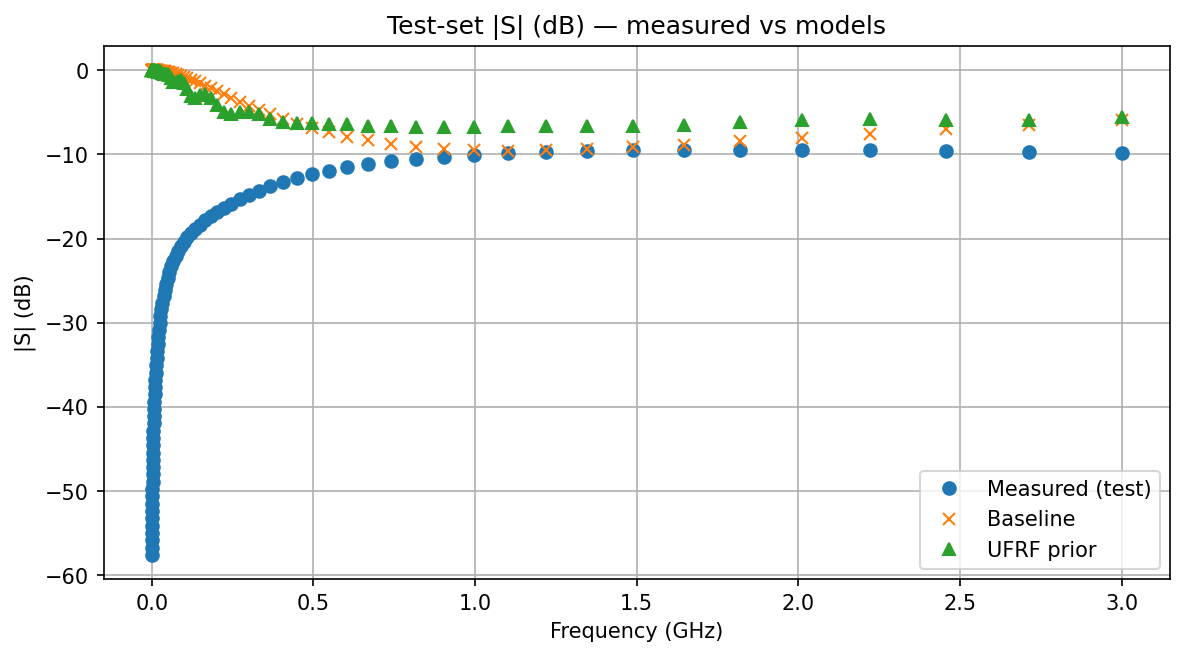 Test-set |S| (dB) — measured vs models
|S| (dB)
0
−10
−20
−30
−40
−50
−60
0.0 0.5 1.0 1.5 2.0 2.5 3.0
Frequency (GHz)
Measured (test)
Baseline
UFRF prior